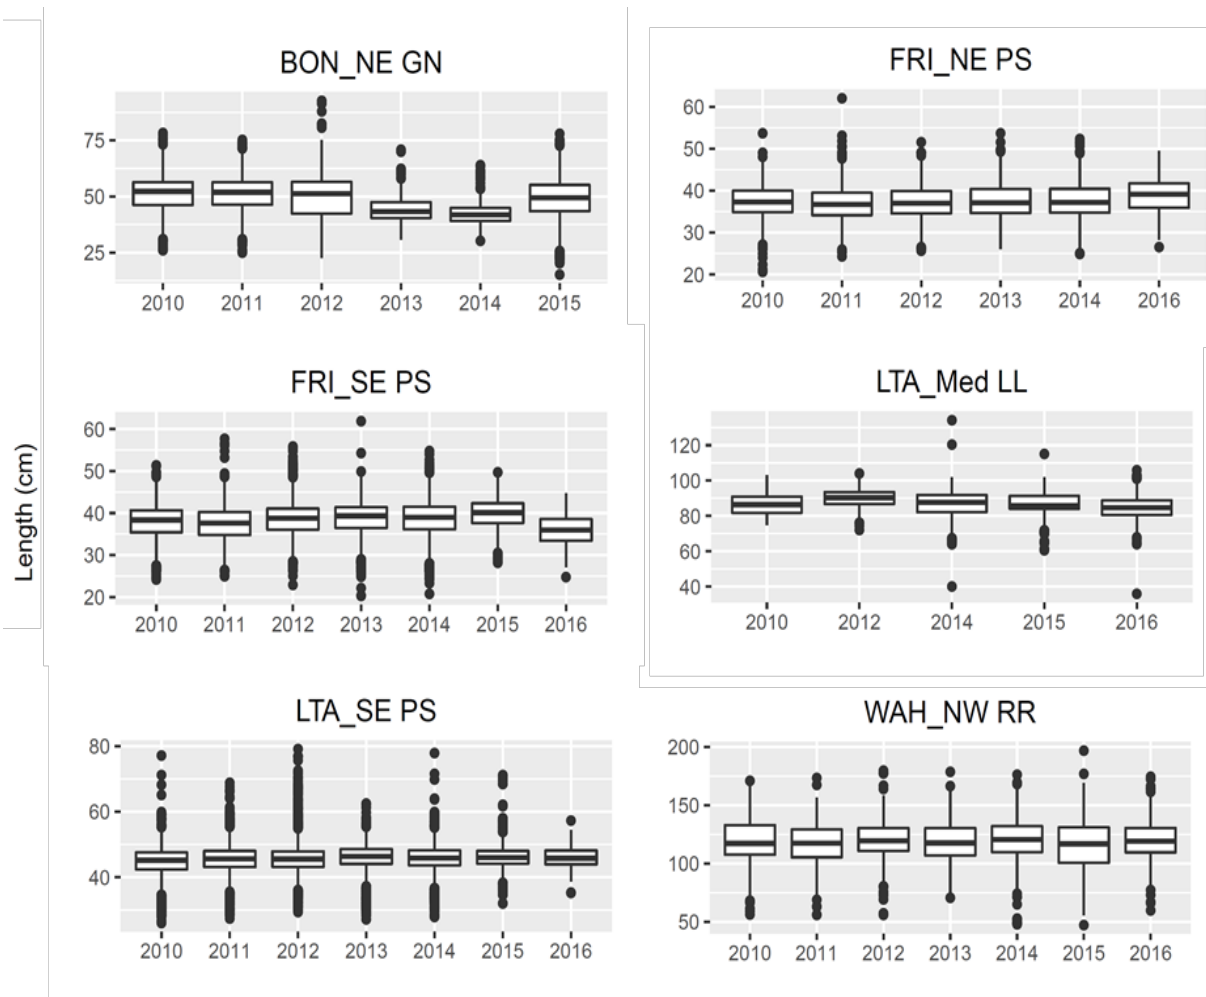 Length (cm)
BON_NE GN
75
50
25
2010 2011 2012 2013 2014 2015
FRI_NE PS
60
50
40
30
20
2010 2011 2012 2013 2014 2016
FRI_SE PS
60
50
40
30
20
2010 2011 2012 2013 2014 2015 2016
LTA_Med LL
120
100
80
60
40
2010 2012 2014 2015 2016
LTA_SE PS
80
60
40
2010 2011 2012 2013 2014 2015 2016
WAH_NW RR
200
150
100
50
2010 2011 2012 2013 2014 2015 2016